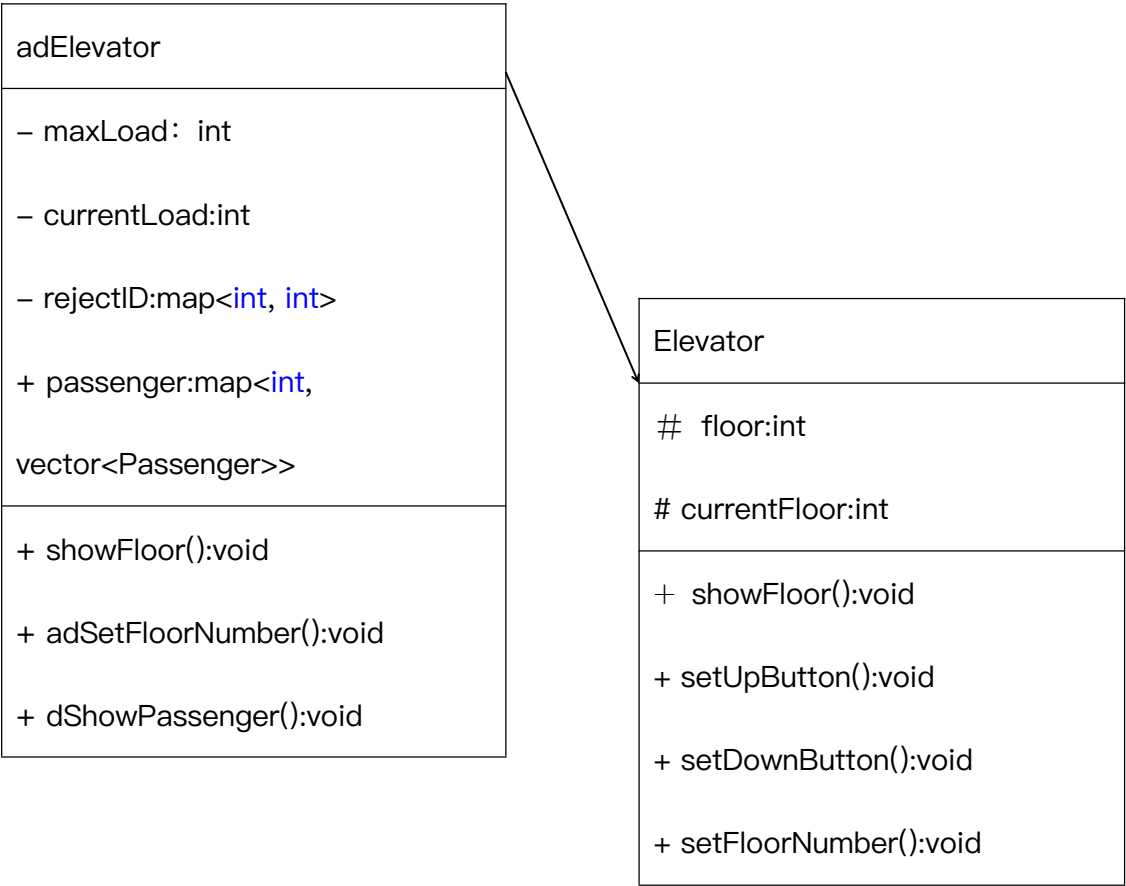 adElevator
– maxLoad：int
– currentLoad:int
– rejectID:map<int, int>
+ passenger:map<int,
vector<Passenger>>
+ showFloor():void
+ adSetFloorNumber():void
+ dShowPassenger():void
Elevator
＃ floor:int
# currentFloor:int
＋ showFloor():void
+ setUpButton():void
+ setDownButton():void
+ setFloorNumber():void